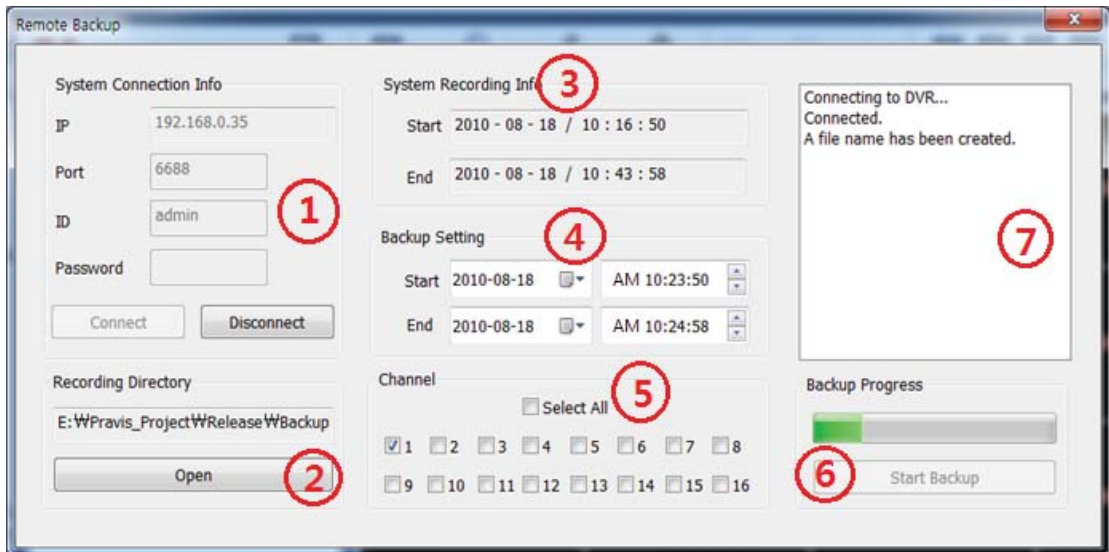 Remote Backup
System Connection Info
IP 192.168.0.35
Port 6688
ID admin
Password
Connect Disconnect
1
Recording Directory
E:₩Pravis_Project₩Release₩Backup
Open
2
System Recording Info
3
Start 2010 - 08 - 18 / 10 : 16 : 50
End 2010 - 08 - 18 / 10 : 43 : 58
Backup Setting
4
Start 2010-08-18 AM 10:23:50
End 2010-08-18 AM 10:24:58
Channel
Select All
5
1 2 3 4 5 6 7 8
9 10 11 12 13 14 15 16
Connecting to DVR...
Connected.
A file name has been created.
7
Backup Progress
6
Start Backup